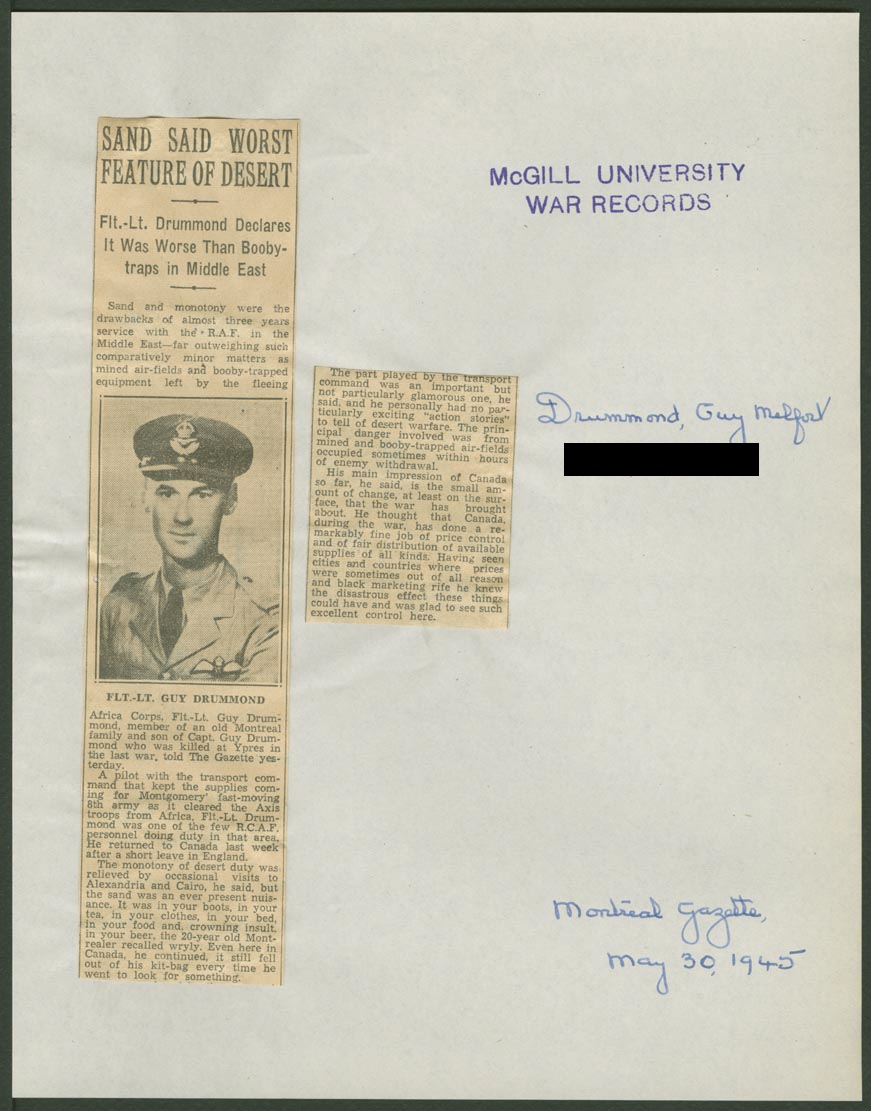 SAND SAID WORST
FEATURE OF DESERT
Flt.-Lt. Drummond Declares
It Was Worse Than Booby-
traps in Middle East
Sand and monotony were the
drawbacks of almost three years
service with the R.A.F. in the
Middle East—far outweighing such
comparatively minor matters as
mined air-fields and booby-trapped
equipment left by the fleeing
FLT.-LT. GUY DRUMMOND
Africa Corps, Flt.-Lt. Guy Drum-
mond, member of an old Montreal
family and son of Capt. Guy Drum-
mond who was killed at Ypres in
the last war, told The Gazette yes-
terday.
A pilot with the transport com-
mand that kept the supplies com-
ing for Montgomery' fast-moving
8th army as it cleared the Axis
troops from Africa, Flt.-Lt. Drum-
mond was one of the few R.C.A.F.
personnel doing duty in that area.
He returned to Canada last week
after a short leave in England.
The monotony of desert duty was
relieved by occasional visits to
Alexandria and Cairo, he said, but
the sand was an ever present nuis-
ance. It was in your boots, in your
tea, in your clothes, in your bed,
in your food and, crowning insult,
in your beer, the 20-year old Mont-
realer recalled wryly. Even here in
Canada, he continued, it still fell
out of his kit-bag every time he
went to look for something.
The part played by the transport
command was an important but
not particularly glamorous one, he
said, and he personally had no par-
ticularly exciting "action stories"
to tell of desert warfare. The prin-
cipal danger involved was from
mined and booby-trapped air-fields
occupied sometimes within hours
of enemy withdrawal.
His main impression of Canada
so far, he said, is the small am-
ount of change, at least on the sur-
face, that the war has brought
about. He thought that Canada,
during the war, has done a re-
markably fine job of price control
and of fair distribution of available
supplies of all kinds. Having seen
cities and countries where prices
were sometimes out of all reason
and black marketing rife he knew
the disastrous effect these things
could have and was glad to see such
excellent control here.
McGILL UNIVERSITY
WAR RECORDS
Drummond, Guy Melfort
Montreal Gazette,
May 30, 1945